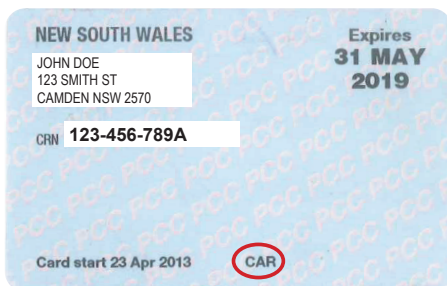 NEW SOUTH WALES
Expires
31 MAY
2019
JOHN DOE
123 SMITH ST
CAMDEN NSW 2570
CRN 123-456-789A
Card start 23 Apr 2013 CAR
PCC